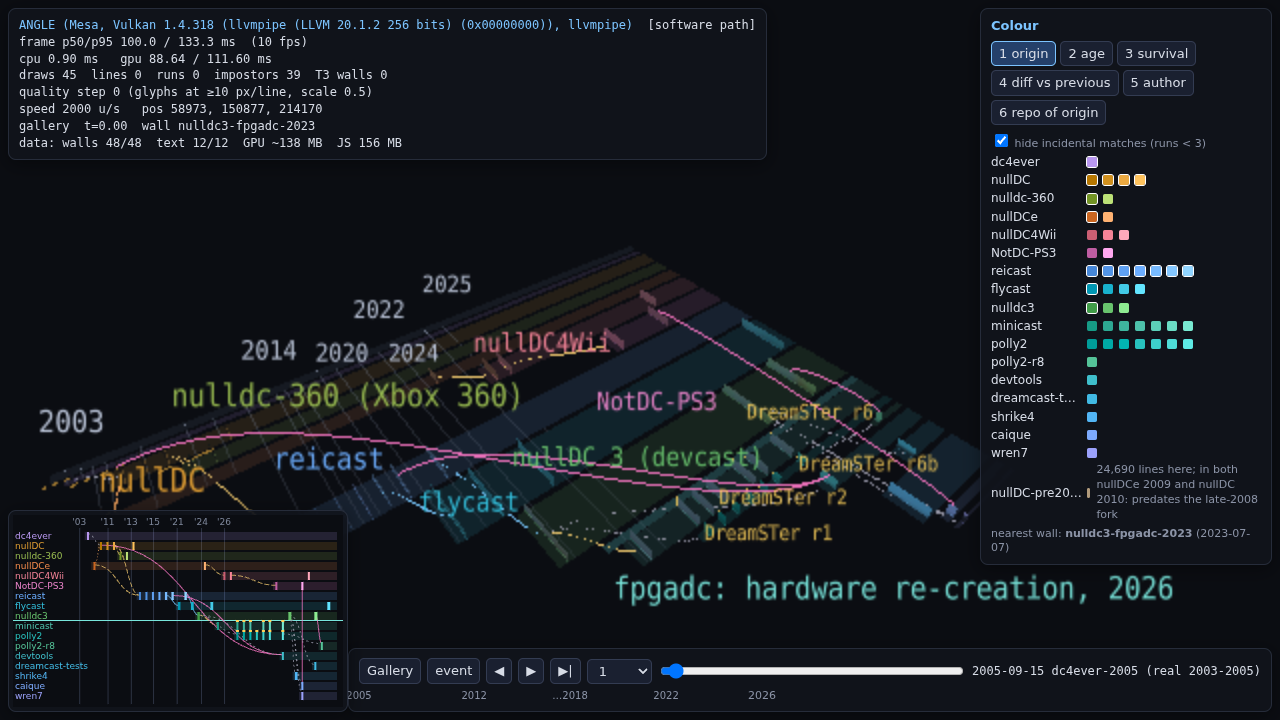 ANGLE (Mesa, Vulkan 1.4.318 (llvmpipe (LLVM 20.1.2 256 bits) (0x00000000)), llvmpipe)  [software path]
frame p50/p95 100.0 / 133.3 ms  (10 fps)
cpu 0.90 ms   gpu 88.64 / 111.60 ms
draws 45  lines 0  runs 0  impostors 39  T3 walls 0
quality step 0 (glyphs at ≥10 px/line, scale 0.5)
speed 2000 u/s   pos 58973, 150877, 214170
gallery  t=0.00  wall nulldc3-fpgadc-2023
data: walls 48/48  text 12/12  GPU ~138 MB  JS 156 MB
Colour
1 origin
2 age
3 survival
4 diff vs previous
5 author
6 repo of origin
hide incidental matches (runs < 3)
dc4ever
nullDC
nulldc-360
nullDCe
nullDC4Wii
NotDC-PS3
reicast
flycast
nulldc3
minicast
polly2
polly2-r8
devtools
dreamcast-t…
shrike4
caique
wren7
nullDC-pre20…
24,690 lines here; in both
nullDCe 2009 and nullDC
2010: predates the late-2008
fork
nearest wall: nulldc3-fpgadc-2023 (2023-07-
07)
2025
2022
2014
2020
2024
nullDC4Wii
nulldc-360 (Xbox 360)
NotDC-PS3
2003
DreamSTer r6
reicast
nullDC 3 (devcast)
DreamSTer r6b
nullDC
flycast
DreamSTer r2
DreamSTer r1
fpgadc: hardware re-creation, 2026
'03
'11
'13
'15
'21
'24
'26
dc4ever
nullDC
nulldc-360
nullDCe
nullDC4Wii
NotDC-PS3
reicast
flycast
nulldc3
minicast
polly2
polly2-r8
devtools
dreamcast-tests
shrike4
caique
wren7
Gallery
event
◀
▶
▶|
1
2005-09-15 dc4ever-2005 (real 2003-2005)
2005
2012
…2018
2022
2026